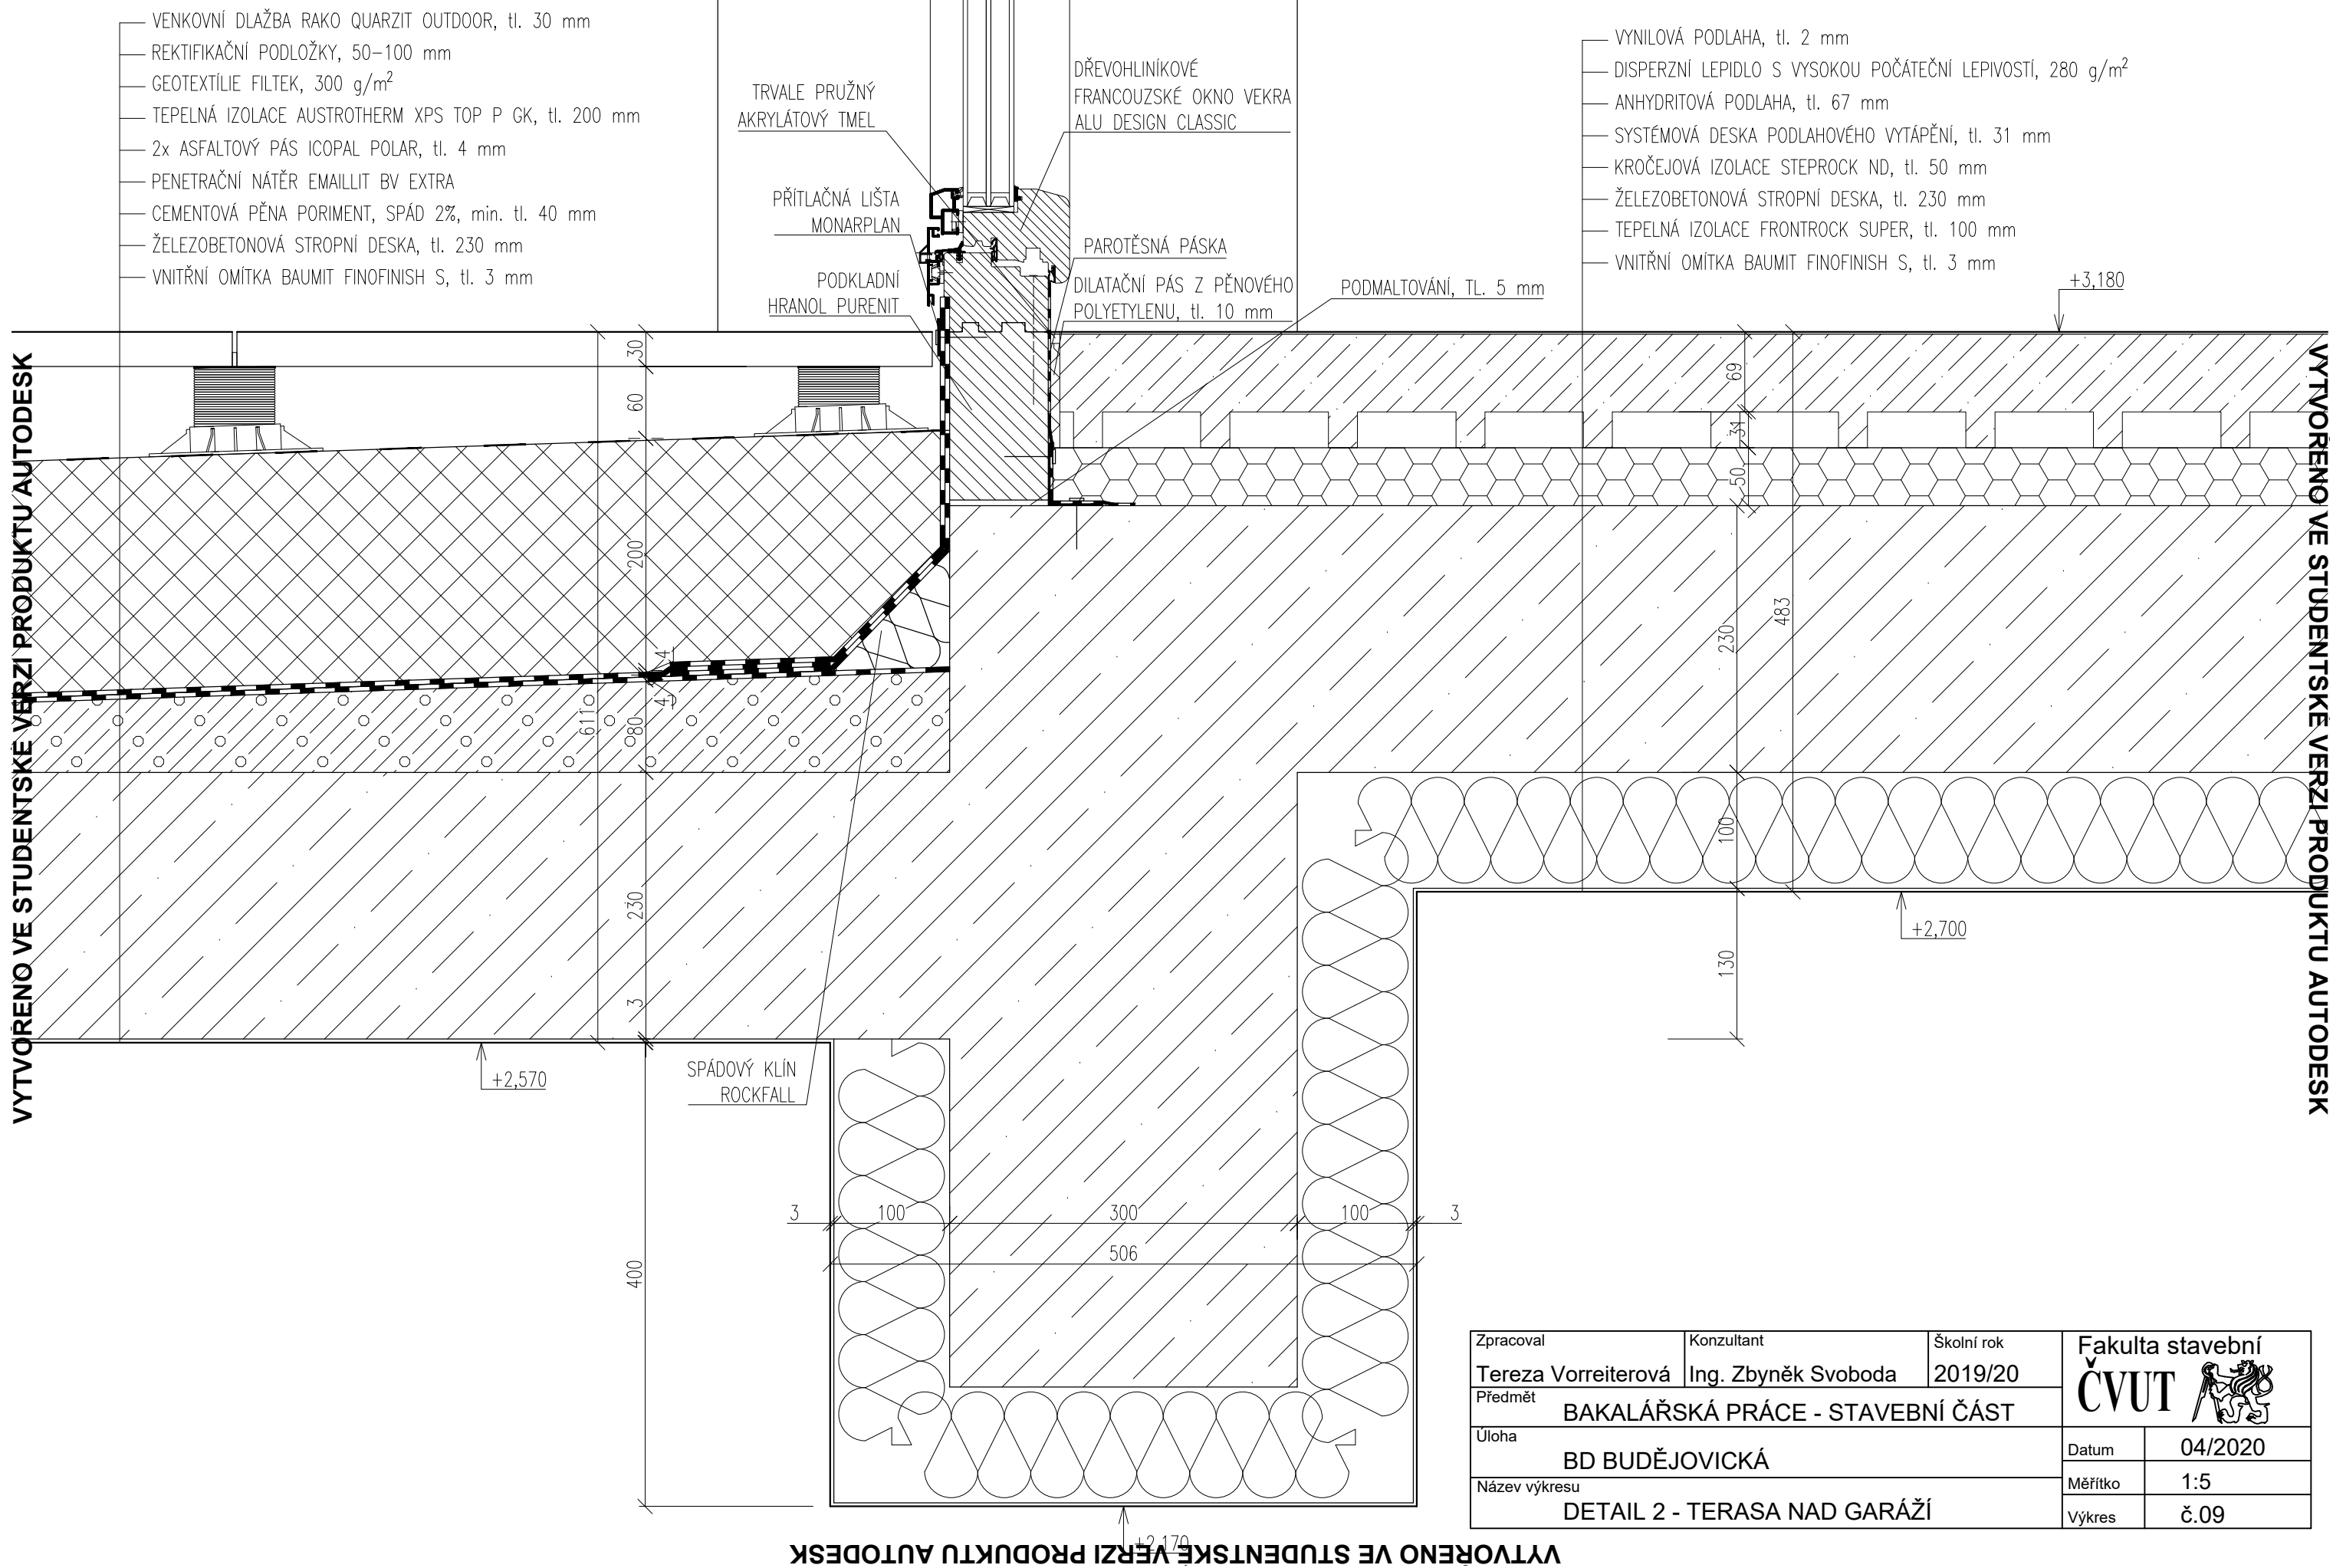 VENKOVNÍ DLAŽBA RAKO QUARZIT OUTDOOR, tl. 30 mm
REKTIFIKAČNÍ PODLOŽKY, 50-100 mm
GEOTEXTÍLIE FILTEK, 300 g/m²
TEPELNÁ IZOLACE AUSTROTHERM XPS TOP P GK, tl. 200 mm
2x ASFALTOVÝ PÁS ICOPAL POLAR, tl. 4 mm
PENETRAČNÍ NÁTĚR EMAILLIT BV EXTRA
CEMENTOVÁ PĚNA PORIMENT, SPÁD 2%, min. tl. 40 mm
ŽELEZOBETONOVÁ STROPNÍ DESKA, tl. 230 mm
VNITŘNÍ OMÍTKA BAUMIT FINOFINISH S, tl. 3 mm
TRVALE PRUŽNÝ
AKRYLÁTOVÝ TMEL
PŘÍTLAČNÁ LIŠTA
MONARPLAN
PODKLADNÍ
HRANOL PURENIT
DŘEVOHLINÍKOVÉ
FRANCOUZSKÉ OKNO VEKRA
ALU DESIGN CLASSIC
PAROTĚSNÁ PÁSKA
DILATAČNÍ PÁS Z PĚNOVÉHO
POLYETYLENU, tl. 10 mm
PODMALTOVÁNÍ, TL. 5 mm
VYNILOVÁ PODLAHA, tl. 2 mm
DISPERZNÍ LEPIDLO S VYSOKOU POČÁTEČNÍ LEPIVOSTÍ, 280 g/m²
ANHYDRITOVÁ PODLAHA, tl. 67 mm
SYSTÉMOVÁ DESKA PODLAHOVÉHO VYTÁPĚNÍ, tl. 31 mm
KROČEJOVÁ IZOLACE STEPROCK ND, tl. 50 mm
ŽELEZOBETONOVÁ STROPNÍ DESKA, tl. 230 mm
TEPELNÁ IZOLACE FRONTROCK SUPER, tl. 100 mm
VNITŘNÍ OMÍTKA BAUMIT FINOFINISH S, tl. 3 mm
+3,180
30
60
200
4
4
80
611
230
3
400
69
31
50
230
483
100
130
+2,700
+2,570
SPÁDOVÝ KLÍN
ROCKFALL
3
100
300
100
3
506
+2,170
VYTVOŘENO VE STUDENTSKÉ VERZI PRODUKTU AUTODESK
VYTVOŘENO VE STUDENTSKÉ VERZI PRODUKTU AUTODESK
VYTVOŘENO VE STUDENTSKÉ VERZI PRODUKTU AUTODESK
Zpracoval
Konzultant
Školní rok
Fakulta stavební
Tereza Vorreiterová
Ing. Zbyněk Svoboda
2019/20
ČVUT
Předmět
BAKALÁŘSKÁ PRÁCE - STAVEBNÍ ČÁST
Úloha
BD BUDĚJOVICKÁ
Datum
04/2020
Měřítko
1:5
Název výkresu
DETAIL 2 - TERASA NAD GARÁŽÍ
Výkres
č.09